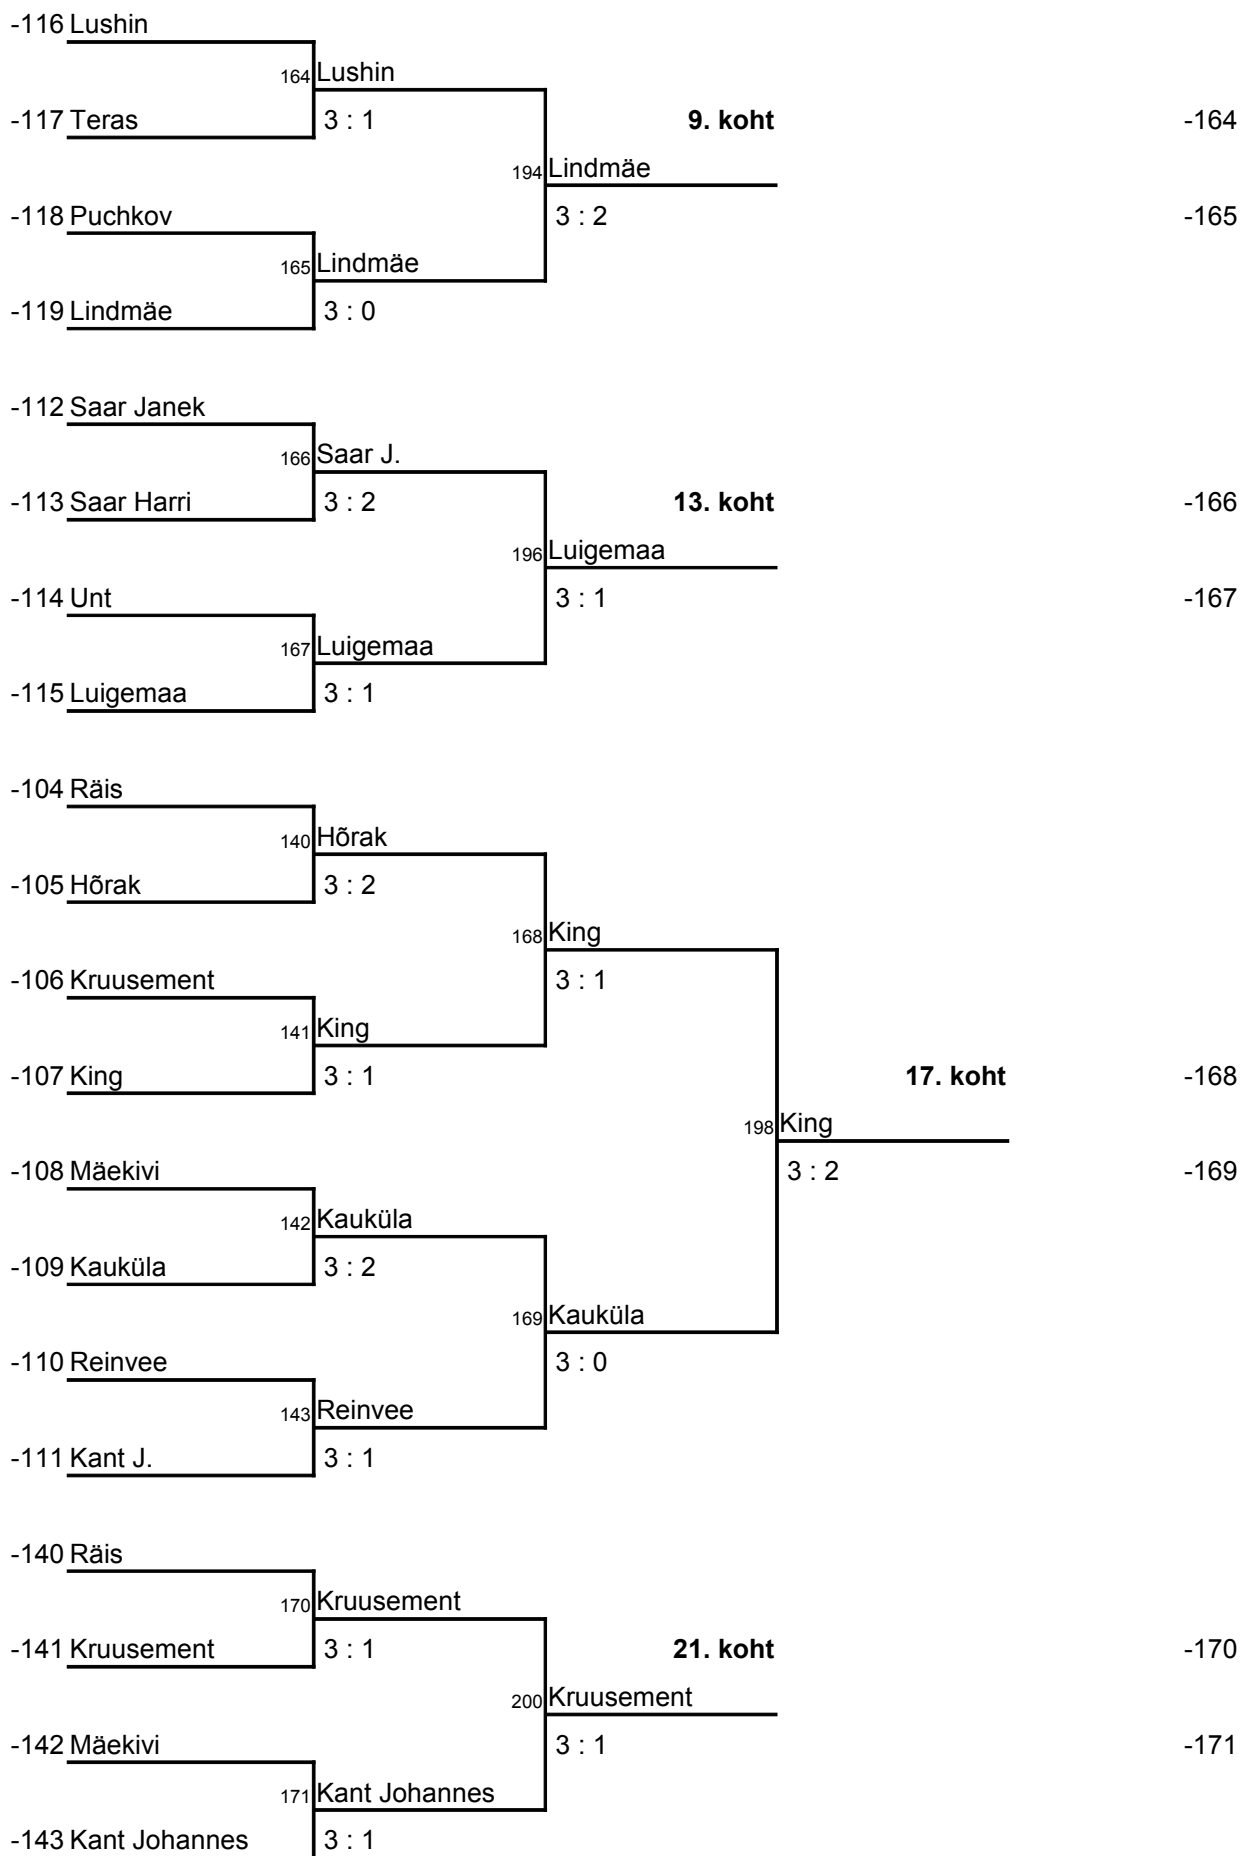 -116 Lushin
164 Lushin
-117 Teras 3 : 1 9. koht -164
194 Lindmäe
-118 Puchkov 3 : 2 -165
165 Lindmäe
-119 Lindmäe 3 : 0
-112 Saar Janek
166 Saar J.
-113 Saar Harri 3 : 2 13. koht -166
196 Luigemaa
-114 Unt 3 : 1 -167
167 Luigemaa
-115 Luigemaa 3 : 1
-104 Räis
140 Hõrak
-105 Hõrak 3 : 2
168 King
-106 Kruusement 3 : 1
141 King
-107 King 3 : 1 17. koht -168
198 King
-108 Mäekivi 3 : 2 -169
142 Kauküla
-109 Kauküla 3 : 2
169 Kauküla
-110 Reinvee 3 : 0
143 Reinvee
-111 Kant J. 3 : 1
-140 Räis
170 Kruusement
-141 Kruusement 3 : 1 21. koht -170
200 Kruusement
-142 Mäekivi 3 : 1 -171
171 Kant Johannes
-143 Kant Johannes 3 : 1